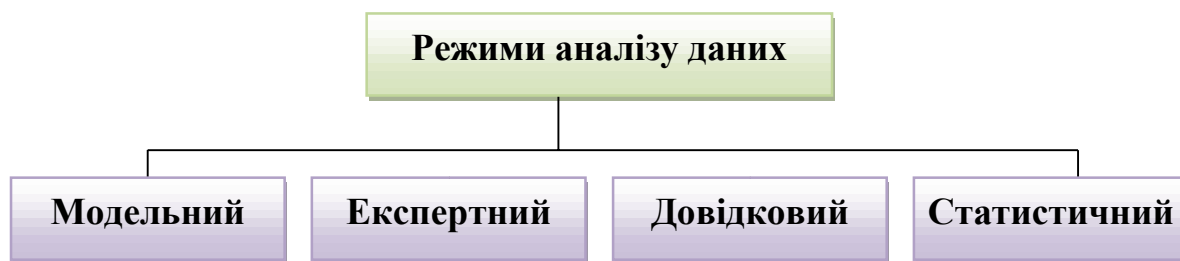 Режими аналізу даних
Модельний
Експертний
Довідковий
Статистичний